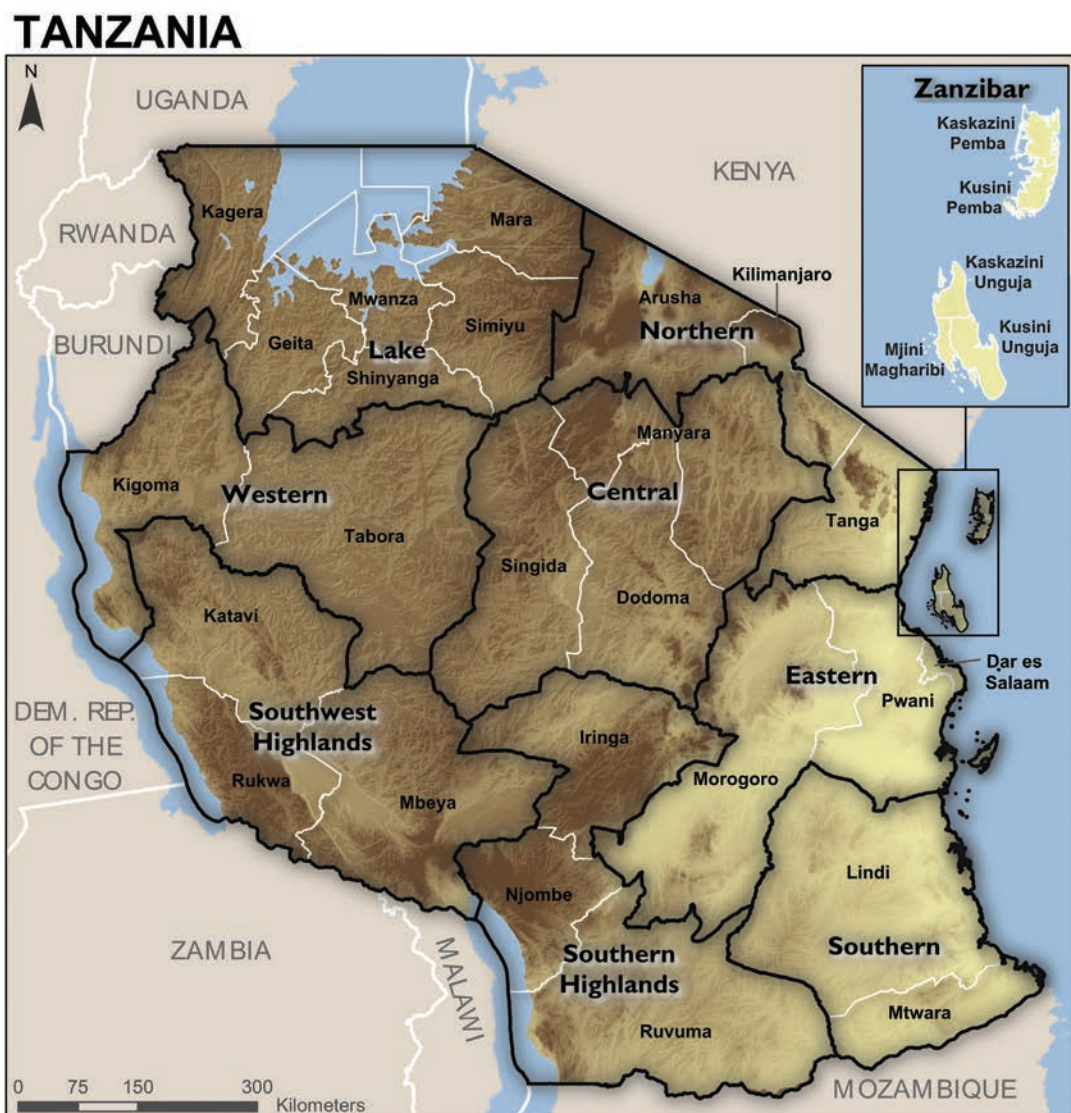 TANZANIA
N
UGANDA
KENYA
RWANDA
BURUNDI
DEM. REP.
OF THE
CONGO
ZAMBIA
MALAWI
MOZAMBIQUE
Zanzibar
Kaskazini
Pemba
Kusini
Pemba
Kaskazini
Unguja
Kusini
Unguja
Mjini
Magharibi
Kagera
Mara
Mwanza
Geita
Simiyu
Lake
Shinyanga
Kilimanjaro
Arusha
Northern
Kigoma
Western
Tabora
Manyara
Central
Singida
Dodoma
Tanga
Katavi
Southwest
Highlands
Rukwa
Mbeya
Iringa
Eastern
Dar es
Salaam
Pwani
Morogoro
Njombe
Southern
Highlands
Ruvuma
Lindi
Southern
Mtwara
0 75 150 300
Kilometers